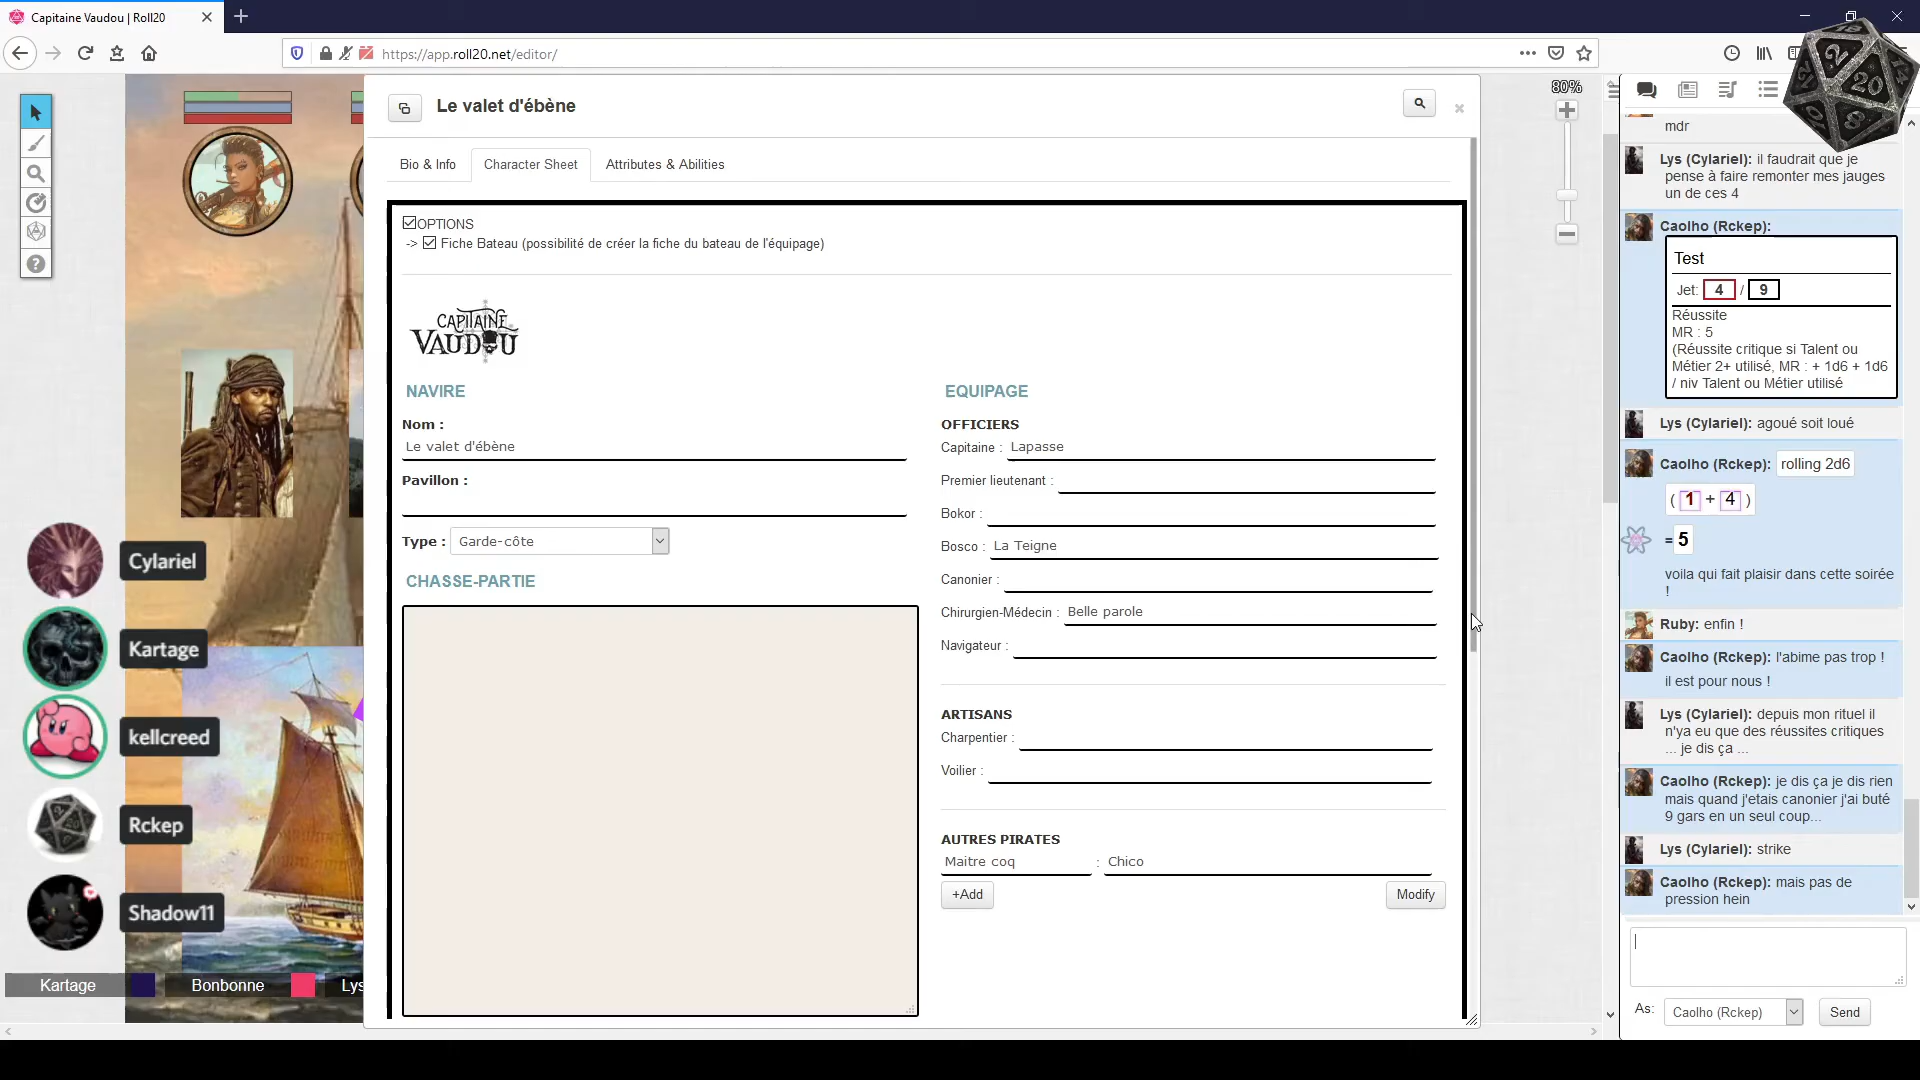 Capitaine Vaudou | Roll20
https://app.roll20.net/editor/
Le valet d'ébène
Bio & Info
Character Sheet
Attributes & Abilities
OPTIONS
-> Fiche Bateau (possibilité de créer la fiche du bateau de l'équipage)
CAPITAINE
VAUDOU
NAVIRE
Nom :
Le valet d'ébène
Pavillon :
Type : Garde-côte
CHASSE-PARTIE
EQUIPAGE
OFFICIERS
Capitaine : Lapasse
Premier lieutenant :
Bokor :
Bosco : La Teigne
Canonier :
Chirurgien-Médecin : Belle parole
Navigateur :
ARTISANS
Charpentier :
Voilier :
AUTRES PIRATES
Maitre coq : Chico
+Add
Modify
Cylariel
Kartage
kellcreed
Rckep
Shadow11
Kartage
Bonbonne
Lys
80%
20
2
8
mdr
Lys (Cylariel): il faudrait que je
pense à faire remonter mes jauges
un de ces 4
Caolho (Rckep):
Test
Jet: 4 / 9
Réussite
MR : 5
(Réussite critique si Talent ou
Métier 2+ utilisé, MR : + 1d6 + 1d6
/ niv Talent ou Métier utilisé
Lys (Cylariel): agoué soit loué
Caolho (Rckep): rolling 2d6
( 1 + 4 )
= 5
voila qui fait plaisir dans cette soirée
!
Ruby: enfin !
Caolho (Rckep): l'abime pas trop !
il est pour nous !
Lys (Cylariel): depuis mon rituel il
n'ya eu que des réussites critiques
... je dis ça ...
Caolho (Rckep): je dis ça je dis rien
mais quand j'etais canonier j'ai buté
9 gars en un seul coup...
Lys (Cylariel): strike
Caolho (Rckep): mais pas de
pression hein
As: Caolho (Rckep)
Send